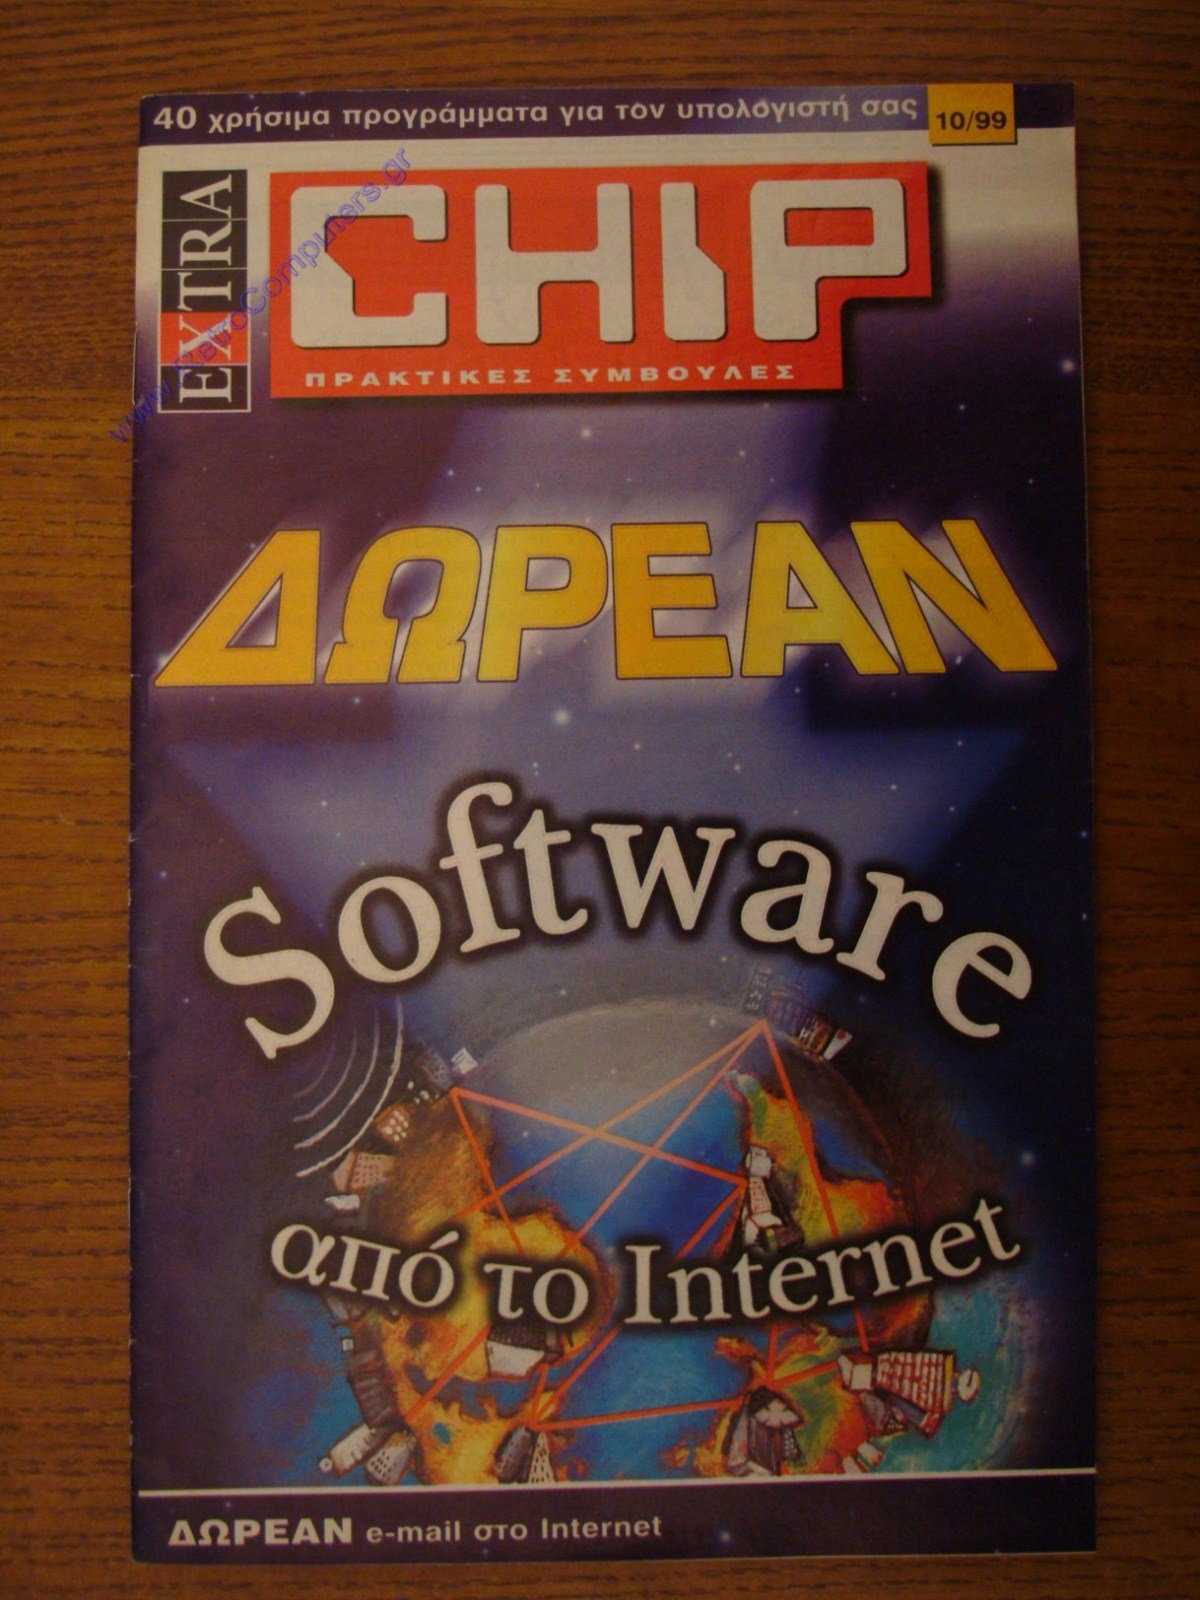 40 χρήσιμα προγράμματα για τον υπολογιστή σας
10/99
EXTRA
CHIP
ΠΡΑΚΤΙΚΕΣ ΣΥΜΒΟΥΛΕΣ
www.RetroComputers.gr
ΔΩΡΕΑΝ
Software
από το Internet
ΔΩΡΕΑΝ e-mail στο Internet